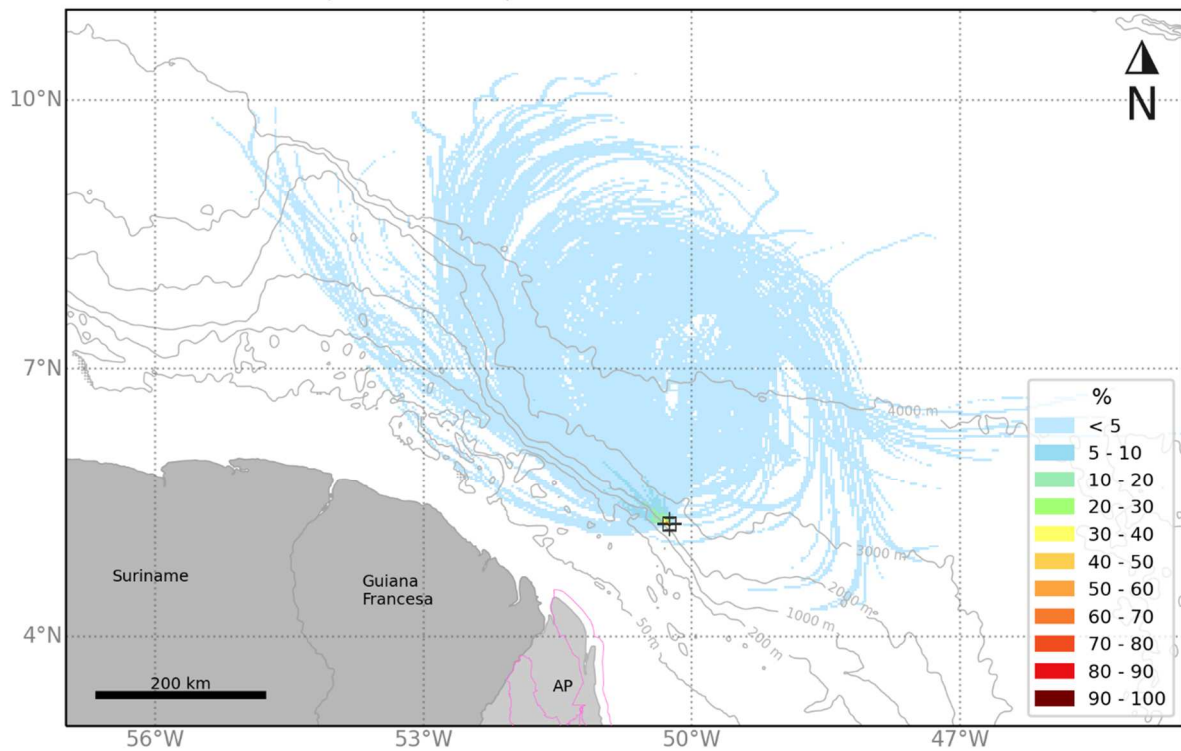 10°N
N
7°N
4°N
4000 m
3000 m
2000 m
1000 m
200 m
50 m
Suriname
Guiana
Francesa
AP
200 km
%
< 5
5 - 10
10 - 20
20 - 30
30 - 40
40 - 50
50 - 60
60 - 70
70 - 80
80 - 90
90 - 100
56°W
53°W
50°W
47°W